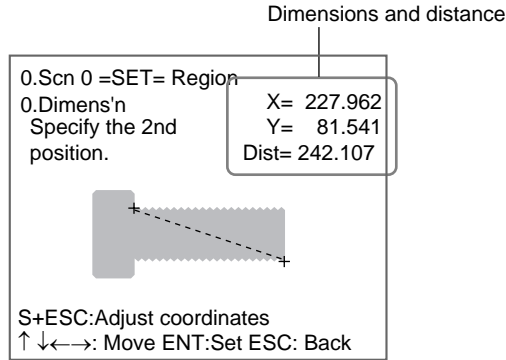 Dimensions and distance
0.Scn 0 =SET= Region
0.Dimens'n
X= 227.962
Specify the 2nd
Y= 81.541
position.
Dist= 242.107
S+ESC:Adjust coordinates
↑ ↓←→: Move ENT:Set ESC: Back